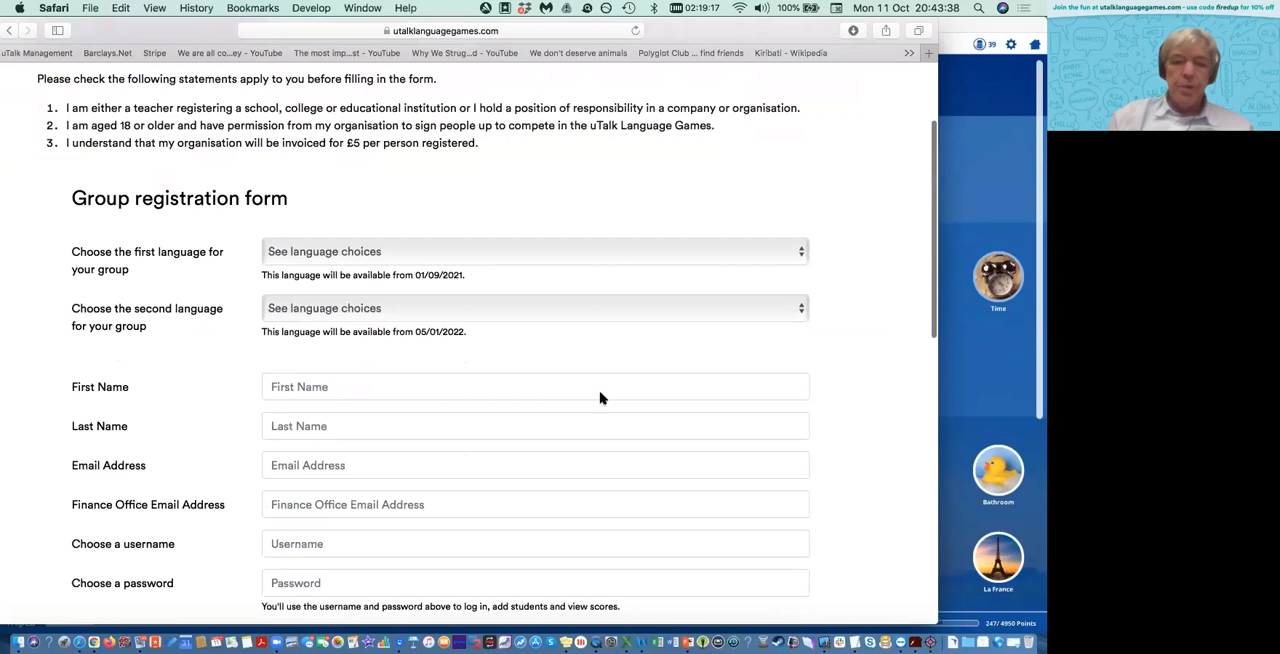 Safari File Edit View History Bookmarks Develop Window Help 02:19:17 100% Mon 11 Oct 20:43:38
Join the fun at utalklanguagegames.com - use code firedup for 10% off
utalklanguagegames.com
39
uTalk Management Barclays.Net Stripe We are all co...ey - YouTube The most imp...st - YouTube Why We Strug...d - YouTube We don't deserve animals Polyglot Club ... find friends Kiribati - Wikipedia
Please check the following statements apply to you before filling in the form.
1. I am either a teacher registering a school, college or educational institution or I hold a position of responsibility in a company or organisation.
2. I am aged 18 or older and have permission from my organisation to sign people up to compete in the uTalk Language Games.
3. I understand that my organisation will be invoiced for £5 per person registered.
Group registration form
Choose the first language for
your group
See language choices
This language will be available from 01/09/2021.
Choose the second language
for your group
See language choices
This language will be available from 05/01/2022.
Time
First Name First Name
Last Name Last Name
Email Address Email Address
Finance Office Email Address Finance Office Email Address
Bathroom
Choose a username Username
Choose a password Password
La France
You'll use the username and password above to log in, add students and view scores.
247/ 4950 Points